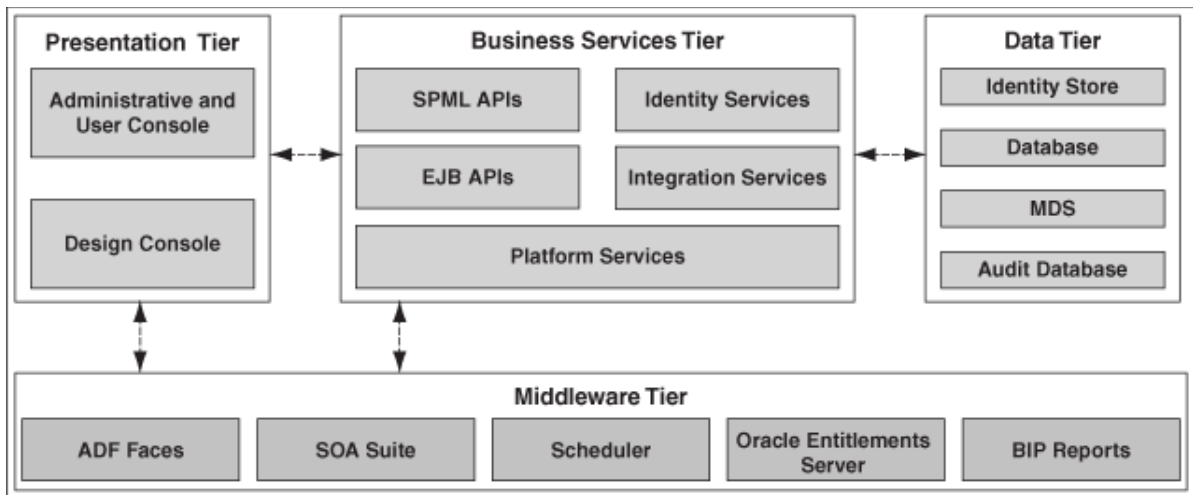 Presentation Tier
Administrative and
User Console
Design Console
Business Services Tier
SPML APIs
Identity Services
EJB APIs
Integration Services
Platform Services
Data Tier
Identity Store
Database
MDS
Audit Database
Middleware Tier
ADF Faces
SOA Suite
Scheduler
Oracle Entitlements
Server
BIP Reports